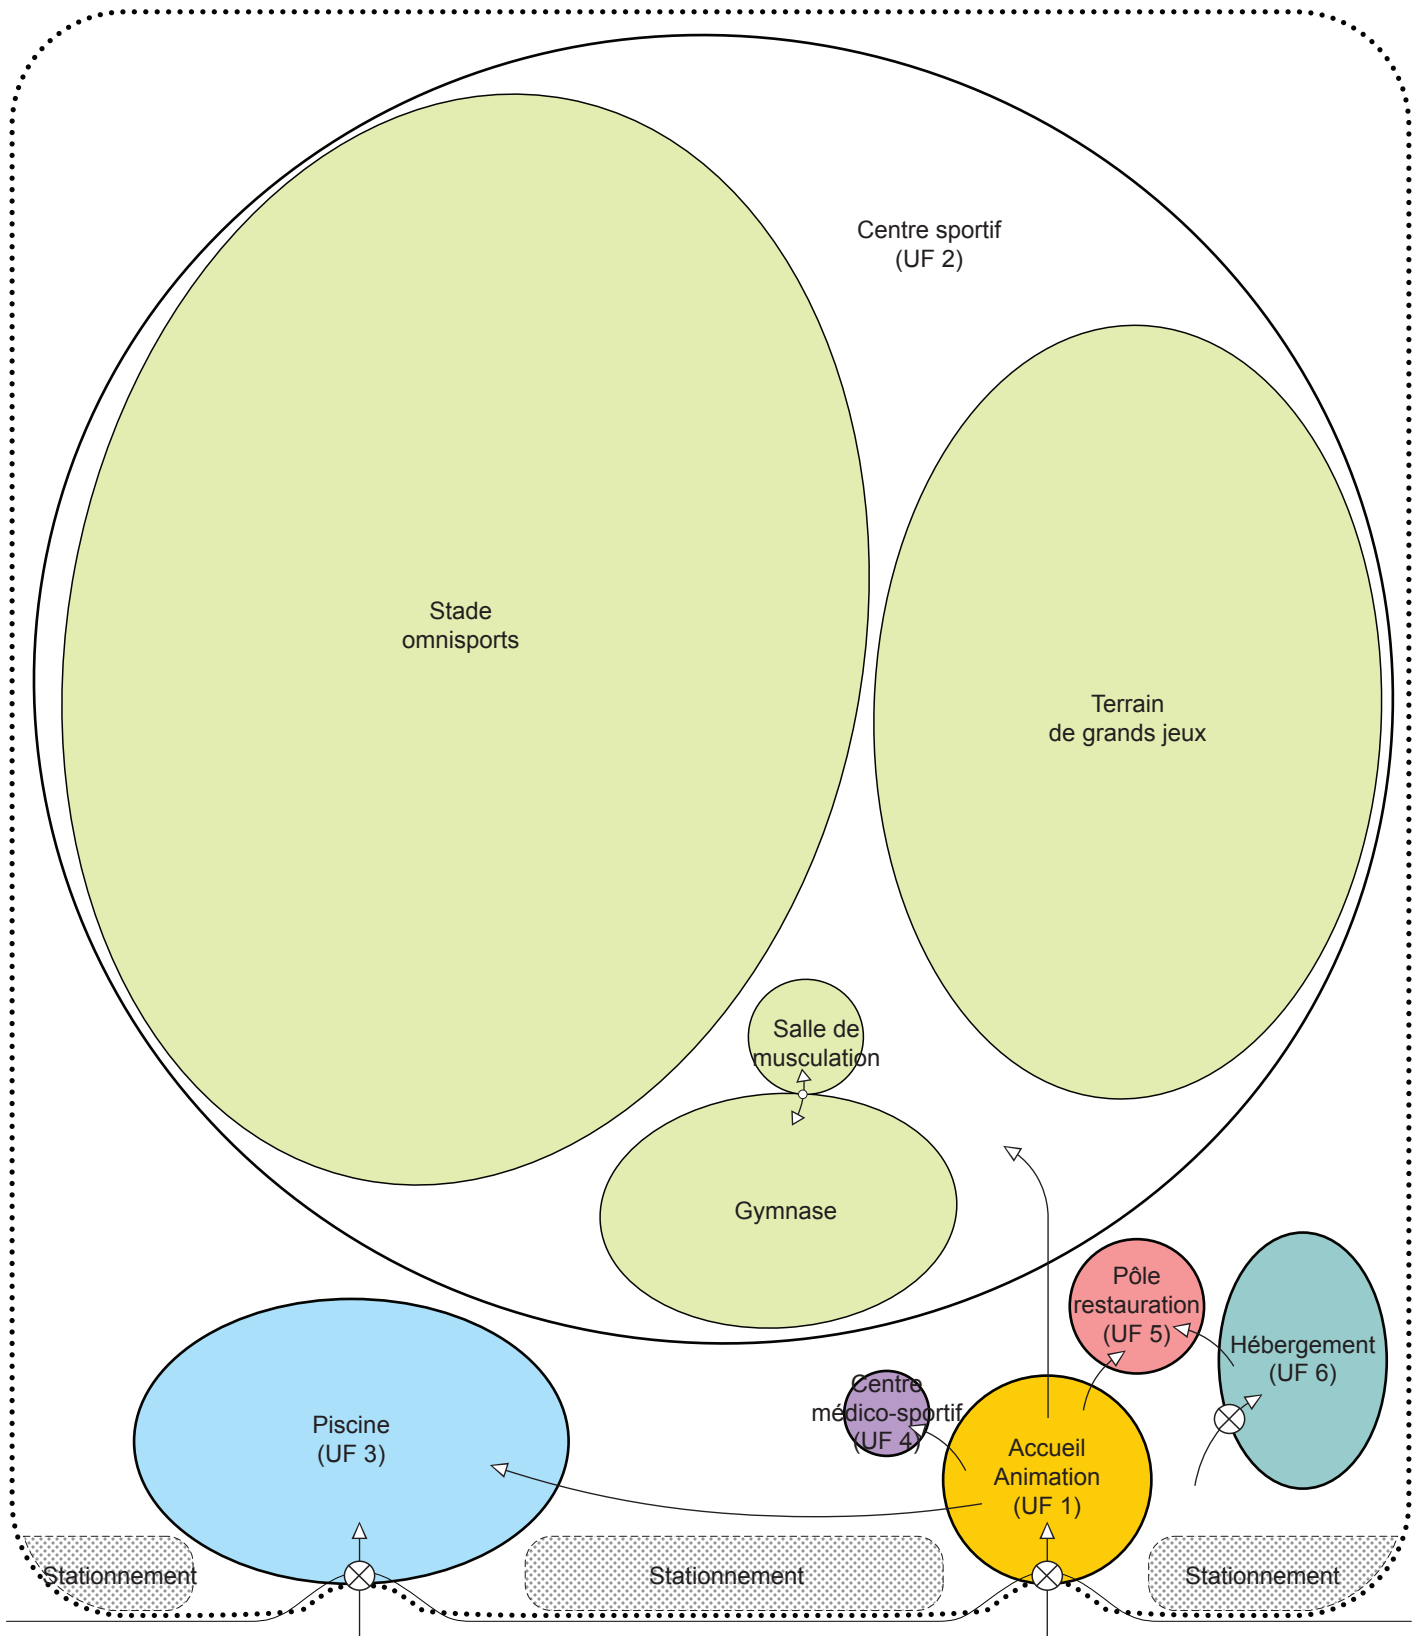 Centre sportif
(UF 2)
Stade
omnisports
Terrain
de grands jeux
Salle de
musculation
Gymnase
Pôle
restauration
(UF 5)
Hébergement
(UF 6)
Centre
médico-sportif
(UF 4)
Piscine
(UF 3)
Accueil
Animation
(UF 1)
Stationnement
Stationnement
Stationnement